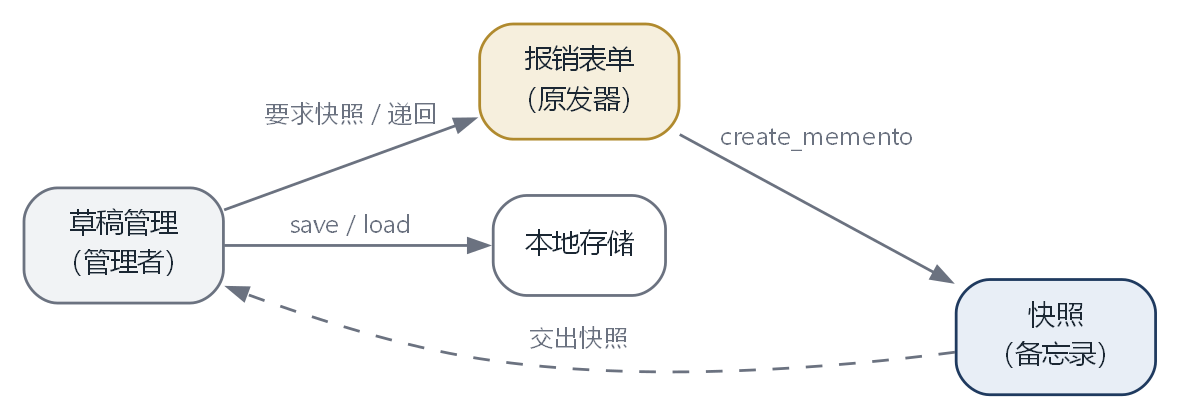 报销表单
（原发器）
要求快照 / 递回
create_memento
草稿管理
（管理者）
save / load
本地存储
快照
（备忘录）
交出快照